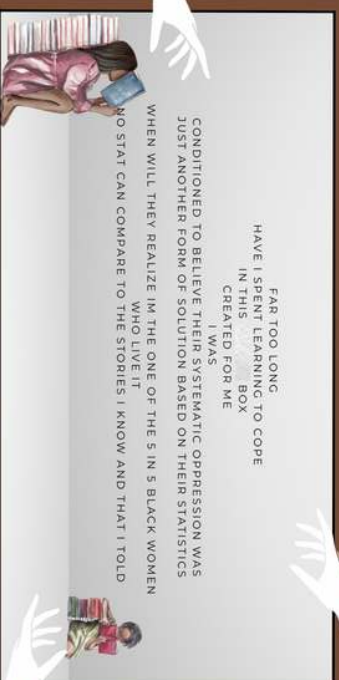 FAR TOO LONG
HAVE I SPENT LEARNING TO COPE
IN THIS BOX
CREATED FOR ME
I WAS
CONDITIONED TO BELIEVE THEIR SYSTEMATIC OPPRESSION WAS
JUST ANOTHER FORM OF SOLUTION BASED ON THEIR STATISTICS
WHEN WILL THEY REALIZE IM THE ONE OF THE 5 IN 5 BLACK WOMEN
WHO LIVE IT
NO STAT CAN COMPARE TO THE STORIES I KNOW AND THAT I TOLD